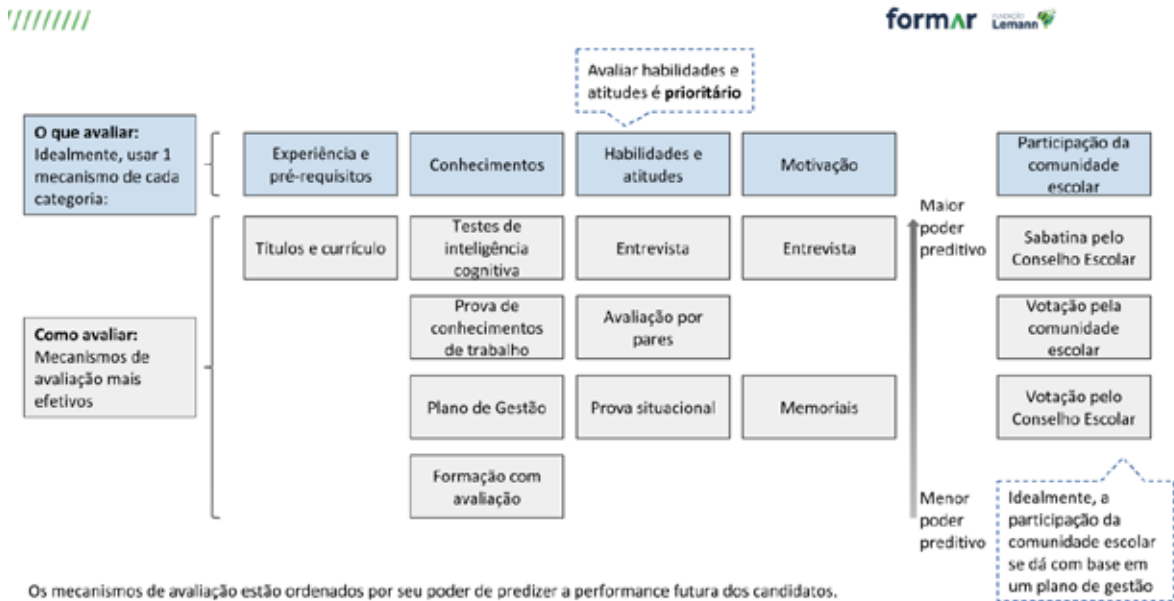 formar
FUNDAÇÃO
Lemann
Avaliar habilidades e
atitudes é prioritário
O que avaliar:
Idealmente, usar 1
mecanismo de cada
categoria:
Experiência e
pré-requisitos
Conhecimentos
Habilidades e
atitudes
Motivação
Participação da
comunidade
escolar
Como avaliar:
Mecanismos de
avaliação mais
efetivos
Títulos e currículo
Testes de
inteligência
cognitiva
Entrevista
Entrevista
Maior
poder
preditivo
Sabatina pelo
Conselho Escolar
Prova de
conhecimentos
de trabalho
Avaliação por
pares
Votação pela
comunidade
escolar
Plano de Gestão
Prova situacional
Memoriais
Votação pelo
Conselho Escolar
Formação com
avaliação
Menor
poder
preditivo
Idealmente, a
participação da
comunidade escolar
se dá com base em
um plano de gestão
Os mecanismos de avaliação estão ordenados por seu poder de predizer a performance futura dos candidatos.